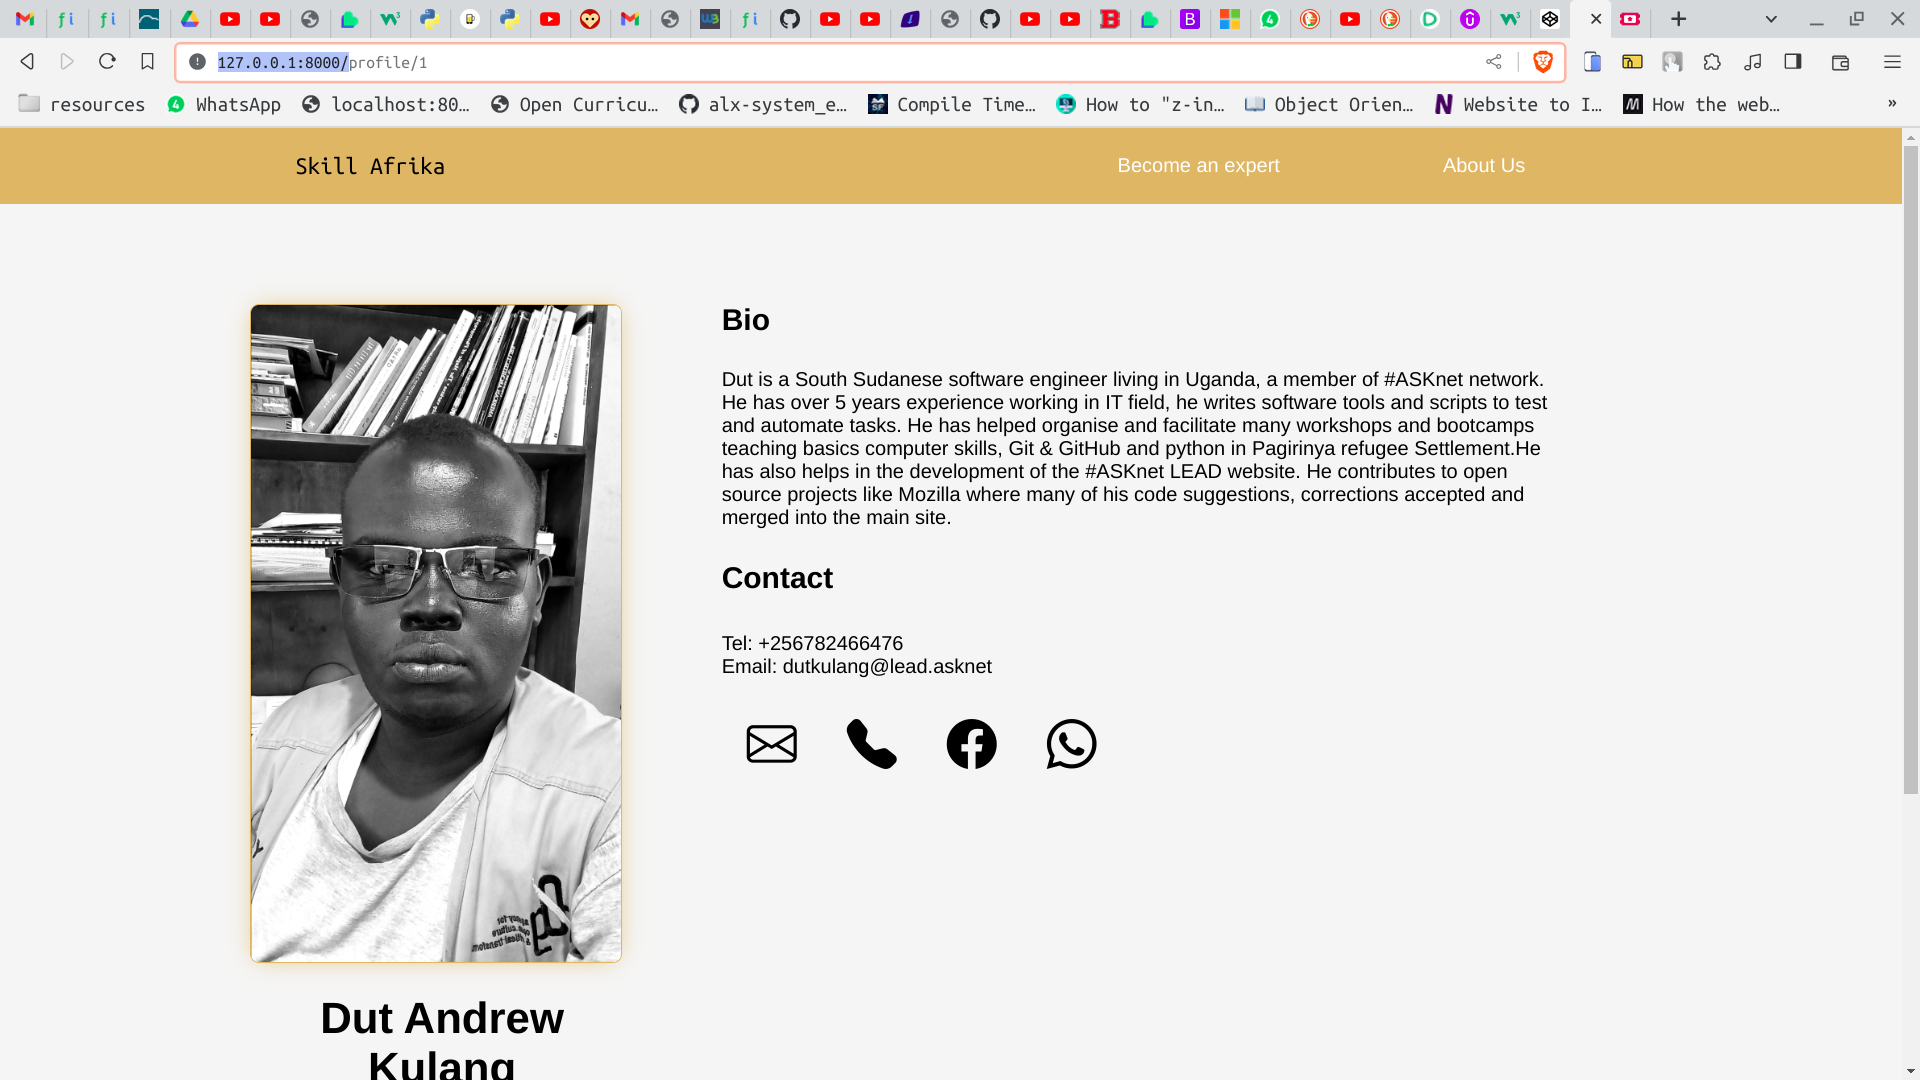 127.0.0.1:8000/profile/1
resources
WhatsApp
localhost:80…
Open Curricu…
alx-system_e…
Compile Time…
How to "z-in…
Object Orien…
Website to I…
How the web…
»
Skill Afrika
Become an expert
About Us
Bio
Dut is a South Sudanese software engineer living in Uganda, a member of #ASKnet network.
He has over 5 years experience working in IT field, he writes software tools and scripts to test
and automate tasks. He has helped organise and facilitate many workshops and bootcamps
teaching basics computer skills, Git & GitHub and python in Pagirinya refugee Settlement.He
has also helps in the development of the #ASKnet LEAD website. He contributes to open
source projects like Mozilla where many of his code suggestions, corrections accepted and
merged into the main site.
Contact
Tel: +256782466476
Email: dutkulang@lead.asknet
Dut Andrew
Kulang